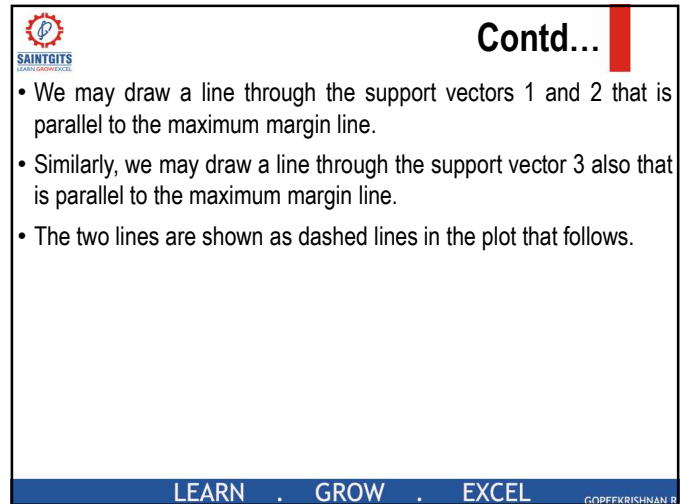 Contd...
SAINTGITS
LEARN.GROW.EXCEL
• We may draw a line through the support vectors 1 and 2 that is
parallel to the maximum margin line.
• Similarly, we may draw a line through the support vector 3 also that
is parallel to the maximum margin line.
• The two lines are shown as dashed lines in the plot that follows.
LEARN . GROW . EXCEL
GOPEEKRISHNAN R